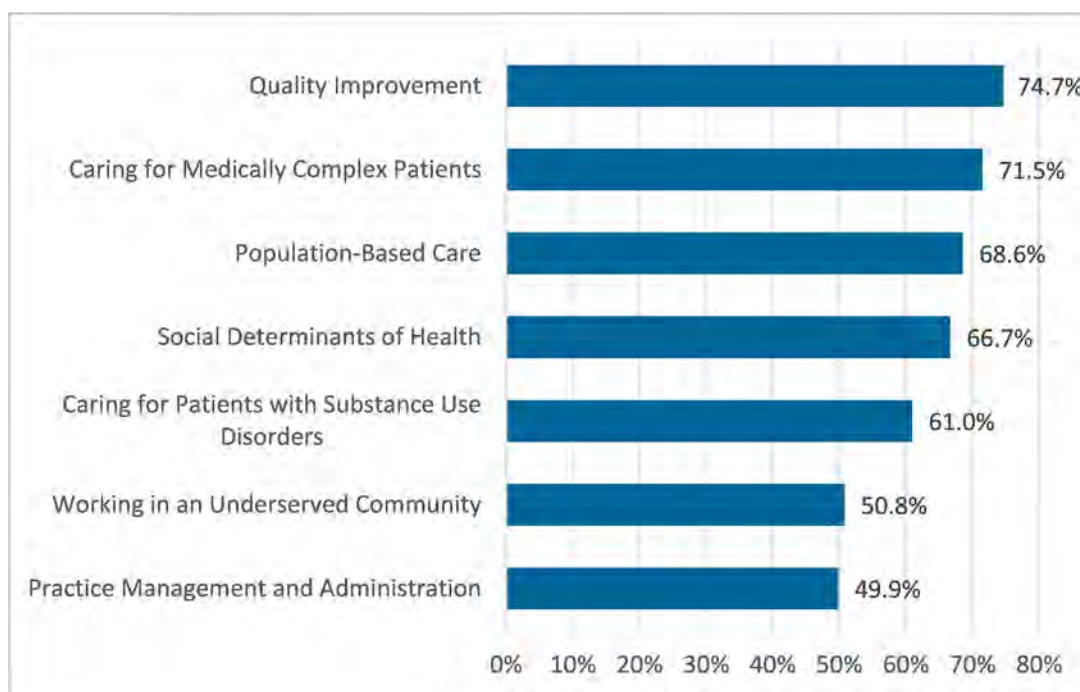 Quality Improvement
74.7%
Caring for Medically Complex Patients
71.5%
Population-Based Care
68.6%
Social Determinants of Health
66.7%
Caring for Patients with Substance Use
Disorders
61.0%
Working in an Underserved Community
50.8%
Practice Management and Administration
49.9%
0% 10% 20% 30% 40% 50% 60% 70% 80%